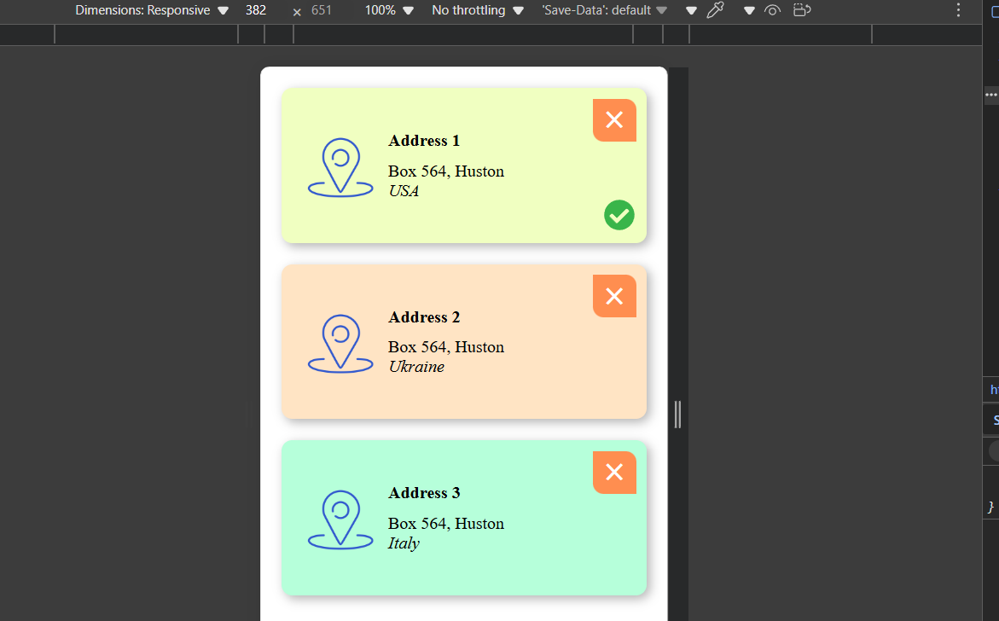 Dimensions: Responsive 382 × 651 100% No throttling 'Save-Data': default
Address 1
Box 564, Huston
USA
Address 2
Box 564, Huston
Ukraine
Address 3
Box 564, Huston
Italy
}